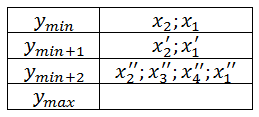 y_min x_2; x_1
y_min+1 x_2′; x_1′
y_min+2 x_2″; x_3″; x_4″; x_1″
y_max